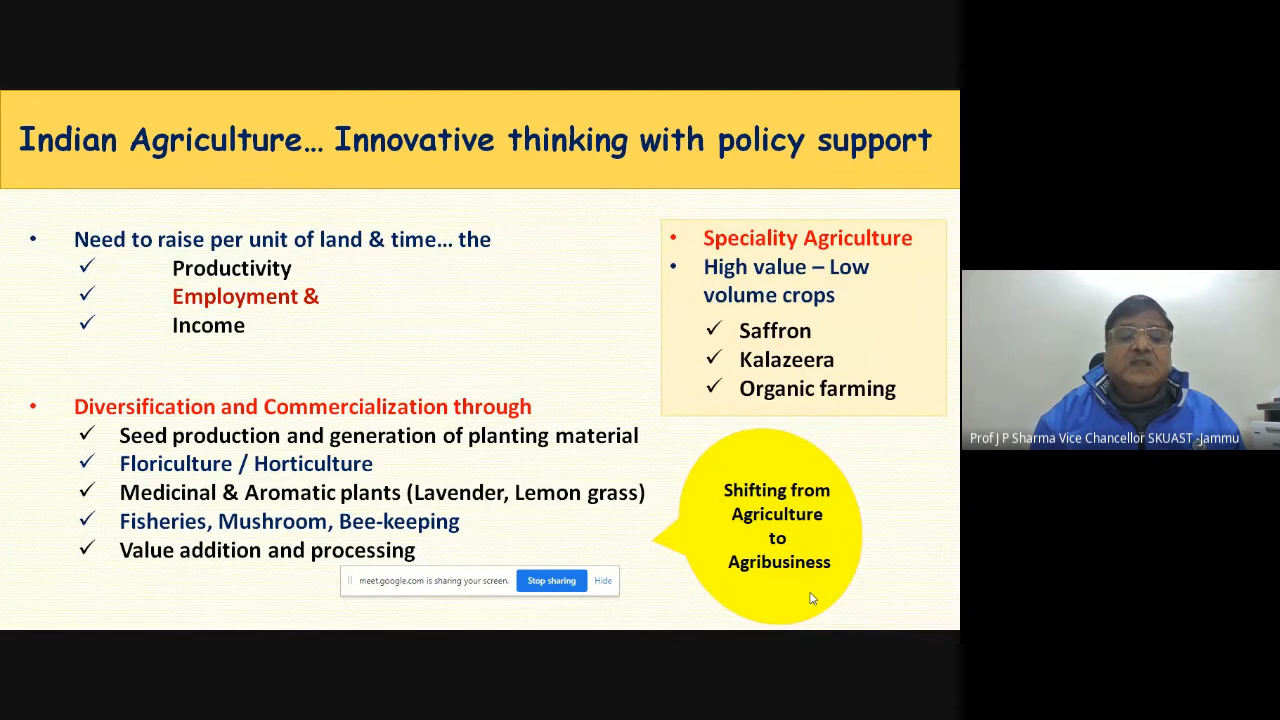 Indian Agriculture... Innovative thinking with policy support
• Need to raise per unit of land & time... the
✓ Productivity
✓ Employment &
✓ Income
• Diversification and Commercialization through
✓ Seed production and generation of planting material
✓ Floriculture / Horticulture
✓ Medicinal & Aromatic plants (Lavender, Lemon grass)
✓ Fisheries, Mushroom, Bee-keeping
✓ Value addition and processing
• Speciality Agriculture
• High value – Low
volume crops
✓ Saffron
✓ Kalazeera
✓ Organic farming
Shifting from
Agriculture
to
Agribusiness
meet.google.com is sharing your screen. Stop sharing Hide
Prof J P Sharma Vice Chancellor SKUAST -Jammu